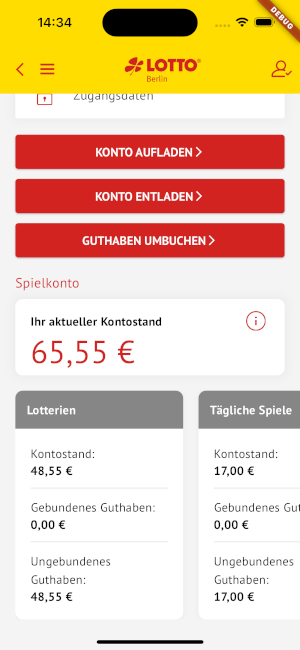 14:34
DEBUG
LOTTO®
Berlin
Zugangsdaten
KONTO AUFLADEN
KONTO ENTLADEN
GUTHABEN UMBUCHEN
Spielkonto
Ihr aktueller Kontostand
65,55 €
Lotterien
Kontostand:
48,55 €
Gebundenes Guthaben:
0,00 €
Ungebundenes
Guthaben:
48,55 €
Tägliche Spiele
Kontostand:
17,00 €
Gebundenes Gut
0,00 €
Ungebundenes
Guthaben:
17,00 €